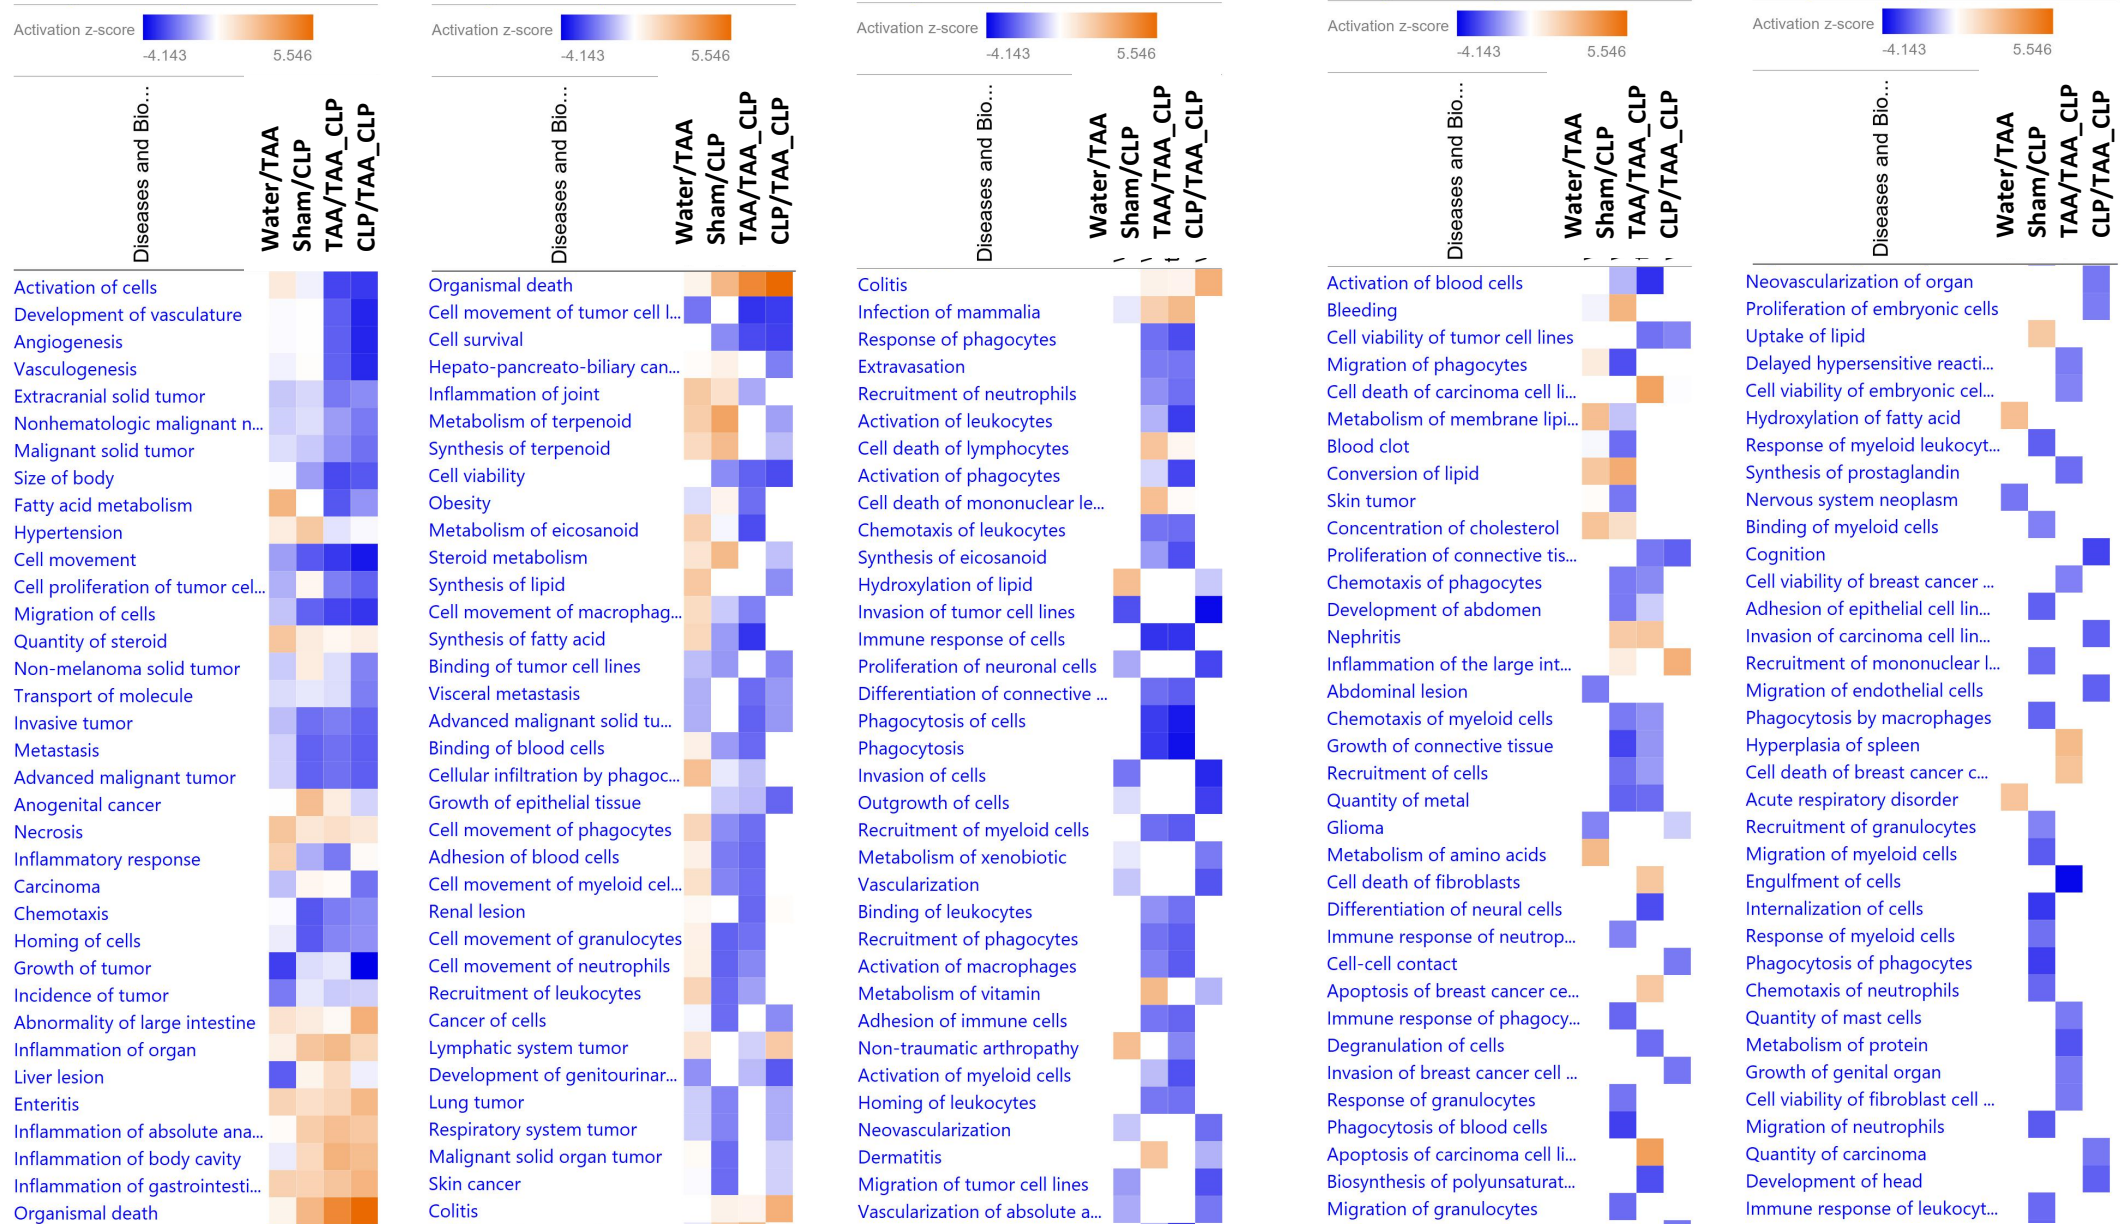 Activation z-score
-4.143 5.546
Diseases and Bio...
Water/TAA
Sham/CLP
TAA/TAA_CLP
CLP/TAA_CLP
Activation of cells
Development of vasculature
Angiogenesis
Vasculogenesis
Extracranial solid tumor
Nonhematologic malignant n...
Malignant solid tumor
Size of body
Fatty acid metabolism
Hypertension
Cell movement
Cell proliferation of tumor cel...
Migration of cells
Quantity of steroid
Non-melanoma solid tumor
Transport of molecule
Invasive tumor
Metastasis
Advanced malignant tumor
Anogenital cancer
Necrosis
Inflammatory response
Carcinoma
Chemotaxis
Homing of cells
Growth of tumor
Incidence of tumor
Abnormality of large intestine
Inflammation of organ
Liver lesion
Enteritis
Inflammation of absolute ana...
Inflammation of body cavity
Inflammation of gastrointesti...
Organismal death
Activation z-score
-4.143 5.546
Diseases and Bio...
Water/TAA
Sham/CLP
TAA/TAA_CLP
CLP/TAA_CLP
Organismal death
Cell movement of tumor cell l...
Cell survival
Hepato-pancreato-biliary can...
Inflammation of joint
Metabolism of terpenoid
Synthesis of terpenoid
Cell viability
Obesity
Metabolism of eicosanoid
Steroid metabolism
Synthesis of lipid
Cell movement of macrophag...
Synthesis of fatty acid
Binding of tumor cell lines
Visceral metastasis
Advanced malignant solid tu...
Binding of blood cells
Cellular infiltration by phagoc...
Growth of epithelial tissue
Cell movement of phagocytes
Adhesion of blood cells
Cell movement of myeloid cel...
Renal lesion
Cell movement of granulocytes
Cell movement of neutrophils
Recruitment of leukocytes
Cancer of cells
Lymphatic system tumor
Development of genitourinar...
Lung tumor
Respiratory system tumor
Malignant solid organ tumor
Skin cancer
Colitis
Activation z-score
-4.143 5.546
Diseases and Bio...
Water/TAA
Sham/CLP
TAA/TAA_CLP
CLP/TAA_CLP
Colitis
Infection of mammalia
Response of phagocytes
Extravasation
Recruitment of neutrophils
Activation of leukocytes
Cell death of lymphocytes
Activation of phagocytes
Cell death of mononuclear le...
Chemotaxis of leukocytes
Synthesis of eicosanoid
Hydroxylation of lipid
Invasion of tumor cell lines
Immune response of cells
Proliferation of neuronal cells
Differentiation of connective ...
Phagocytosis of cells
Phagocytosis
Invasion of cells
Outgrowth of cells
Recruitment of myeloid cells
Metabolism of xenobiotic
Vascularization
Binding of leukocytes
Recruitment of phagocytes
Activation of macrophages
Metabolism of vitamin
Adhesion of immune cells
Non-traumatic arthropathy
Activation of myeloid cells
Homing of leukocytes
Neovascularization
Dermatitis
Migration of tumor cell lines
Vascularization of absolute a...
Activation z-score
-4.143 5.546
Diseases and Bio...
Water/TAA
Sham/CLP
TAA/TAA_CLP
CLP/TAA_CLP
Activation of blood cells
Bleeding
Cell viability of tumor cell lines
Migration of phagocytes
Cell death of carcinoma cell li...
Metabolism of membrane lipi...
Blood clot
Conversion of lipid
Skin tumor
Concentration of cholesterol
Proliferation of connective tis...
Chemotaxis of phagocytes
Development of abdomen
Nephritis
Inflammation of the large int...
Abdominal lesion
Chemotaxis of myeloid cells
Growth of connective tissue
Recruitment of cells
Quantity of metal
Glioma
Metabolism of amino acids
Cell death of fibroblasts
Differentiation of neural cells
Immune response of neutrop...
Cell-cell contact
Apoptosis of breast cancer ce...
Immune response of phagocy...
Degranulation of cells
Invasion of breast cancer cell ...
Response of granulocytes
Phagocytosis of blood cells
Apoptosis of carcinoma cell li...
Biosynthesis of polyunsaturat...
Migration of granulocytes
Activation z-score
-4.143 5.546
Diseases and Bio...
Water/TAA
Sham/CLP
TAA/TAA_CLP
CLP/TAA_CLP
Neovascularization of organ
Proliferation of embryonic cells
Uptake of lipid
Delayed hypersensitive reacti...
Cell viability of embryonic cel...
Hydroxylation of fatty acid
Response of myeloid leukocyt...
Synthesis of prostaglandin
Nervous system neoplasm
Binding of myeloid cells
Cognition
Cell viability of breast cancer ...
Adhesion of epithelial cell lin...
Invasion of carcinoma cell lin...
Recruitment of mononuclear l...
Migration of endothelial cells
Phagocytosis by macrophages
Hyperplasia of spleen
Cell death of breast cancer c...
Acute respiratory disorder
Recruitment of granulocytes
Migration of myeloid cells
Engulfment of cells
Internalization of cells
Response of myeloid cells
Phagocytosis of phagocytes
Chemotaxis of neutrophils
Quantity of mast cells
Metabolism of protein
Growth of genital organ
Cell viability of fibroblast cell ...
Migration of neutrophils
Quantity of carcinoma
Development of head
Immune response of leukocyt...